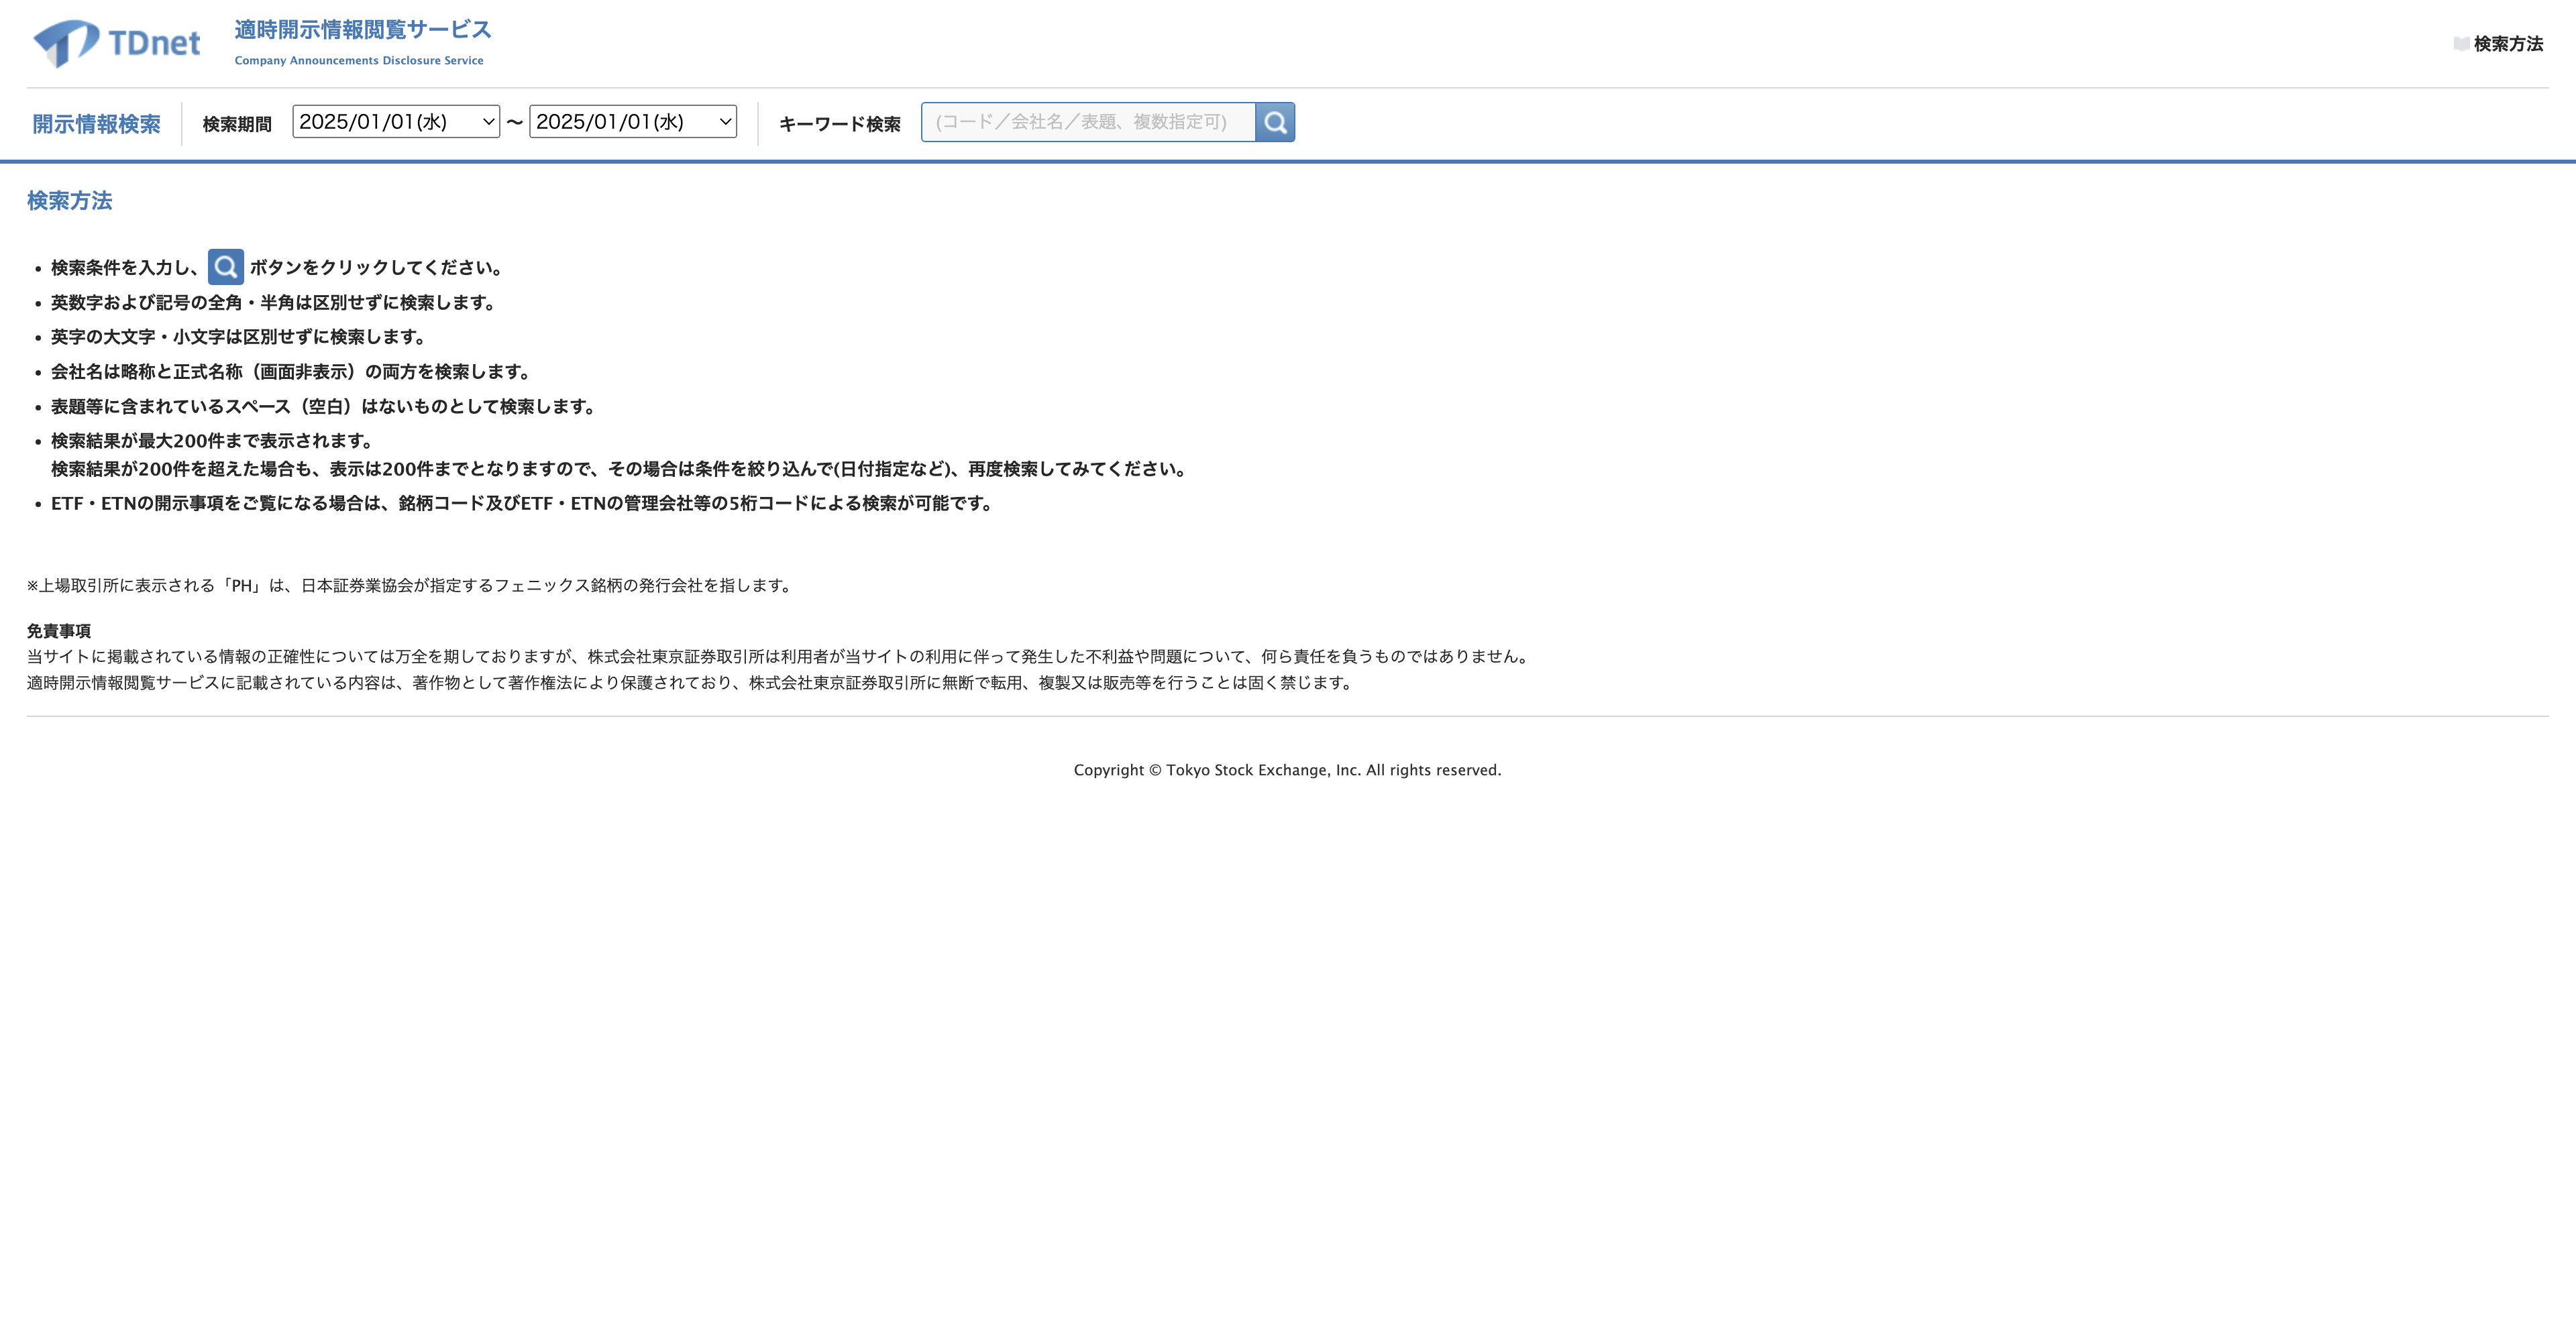 TDnet
適時開示情報閲覧サービス
Company Announcements Disclosure Service
検索方法
開示情報検索
検索期間
2025/01/01(水)
～
2025/01/01(水)
キーワード検索
(コード／会社名／表題、複数指定可)
検索方法
• 検索条件を入力し、 ボタンをクリックしてください。
• 英数字および記号の全角・半角は区別せずに検索します。
• 英字の大文字・小文字は区別せずに検索します。
• 会社名は略称と正式名称（画面非表示）の両方を検索します。
• 表題等に含まれているスペース（空白）はないものとして検索します。
• 検索結果が最大200件まで表示されます。
検索結果が200件を超えた場合も、表示は200件までとなりますので、その場合は条件を絞り込んで(日付指定など)、再度検索してみてください。
• ETF・ETNの開示事項をご覧になる場合は、銘柄コード及びETF・ETNの管理会社等の5桁コードによる検索が可能です。
※上場取引所に表示される「PH」は、日本証券業協会が指定するフェニックス銘柄の発行会社を指します。
免責事項
当サイトに掲載されている情報の正確性については万全を期しておりますが、株式会社東京証券取引所は利用者が当サイトの利用に伴って発生した不利益や問題について、何ら責任を負うものではありません。
適時開示情報閲覧サービスに記載されている内容は、著作物として著作権法により保護されており、株式会社東京証券取引所に無断で転用、複製又は販売等を行うことは固く禁じます。
Copyright © Tokyo Stock Exchange, Inc. All rights reserved.